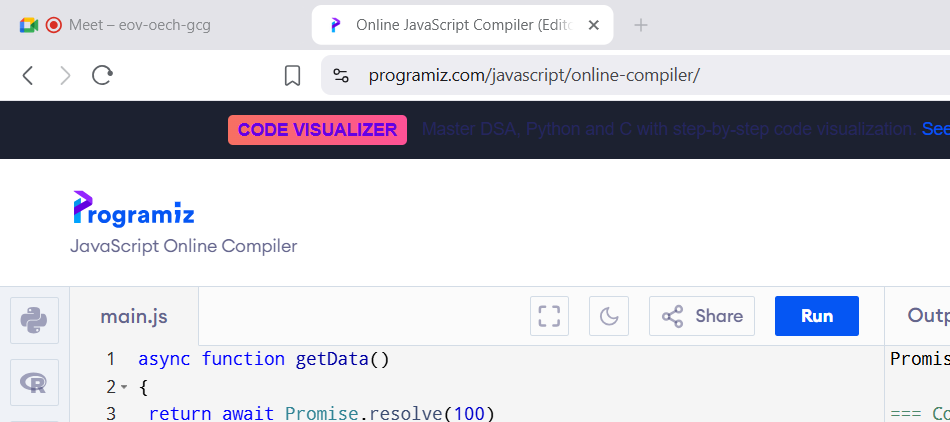 Meet – eov-oech-gcg
Online JavaScript Compiler (Edito
programiz.com/javascript/online-compiler/
CODE VISUALIZER Master DSA, Python and C with step-by-step code visualization. See
Programiz
JavaScript Online Compiler
main.js
Share
Run
Outp
1 async function getData()
2 {
3 return await Promise.resolve(100)
Promis
=== Co